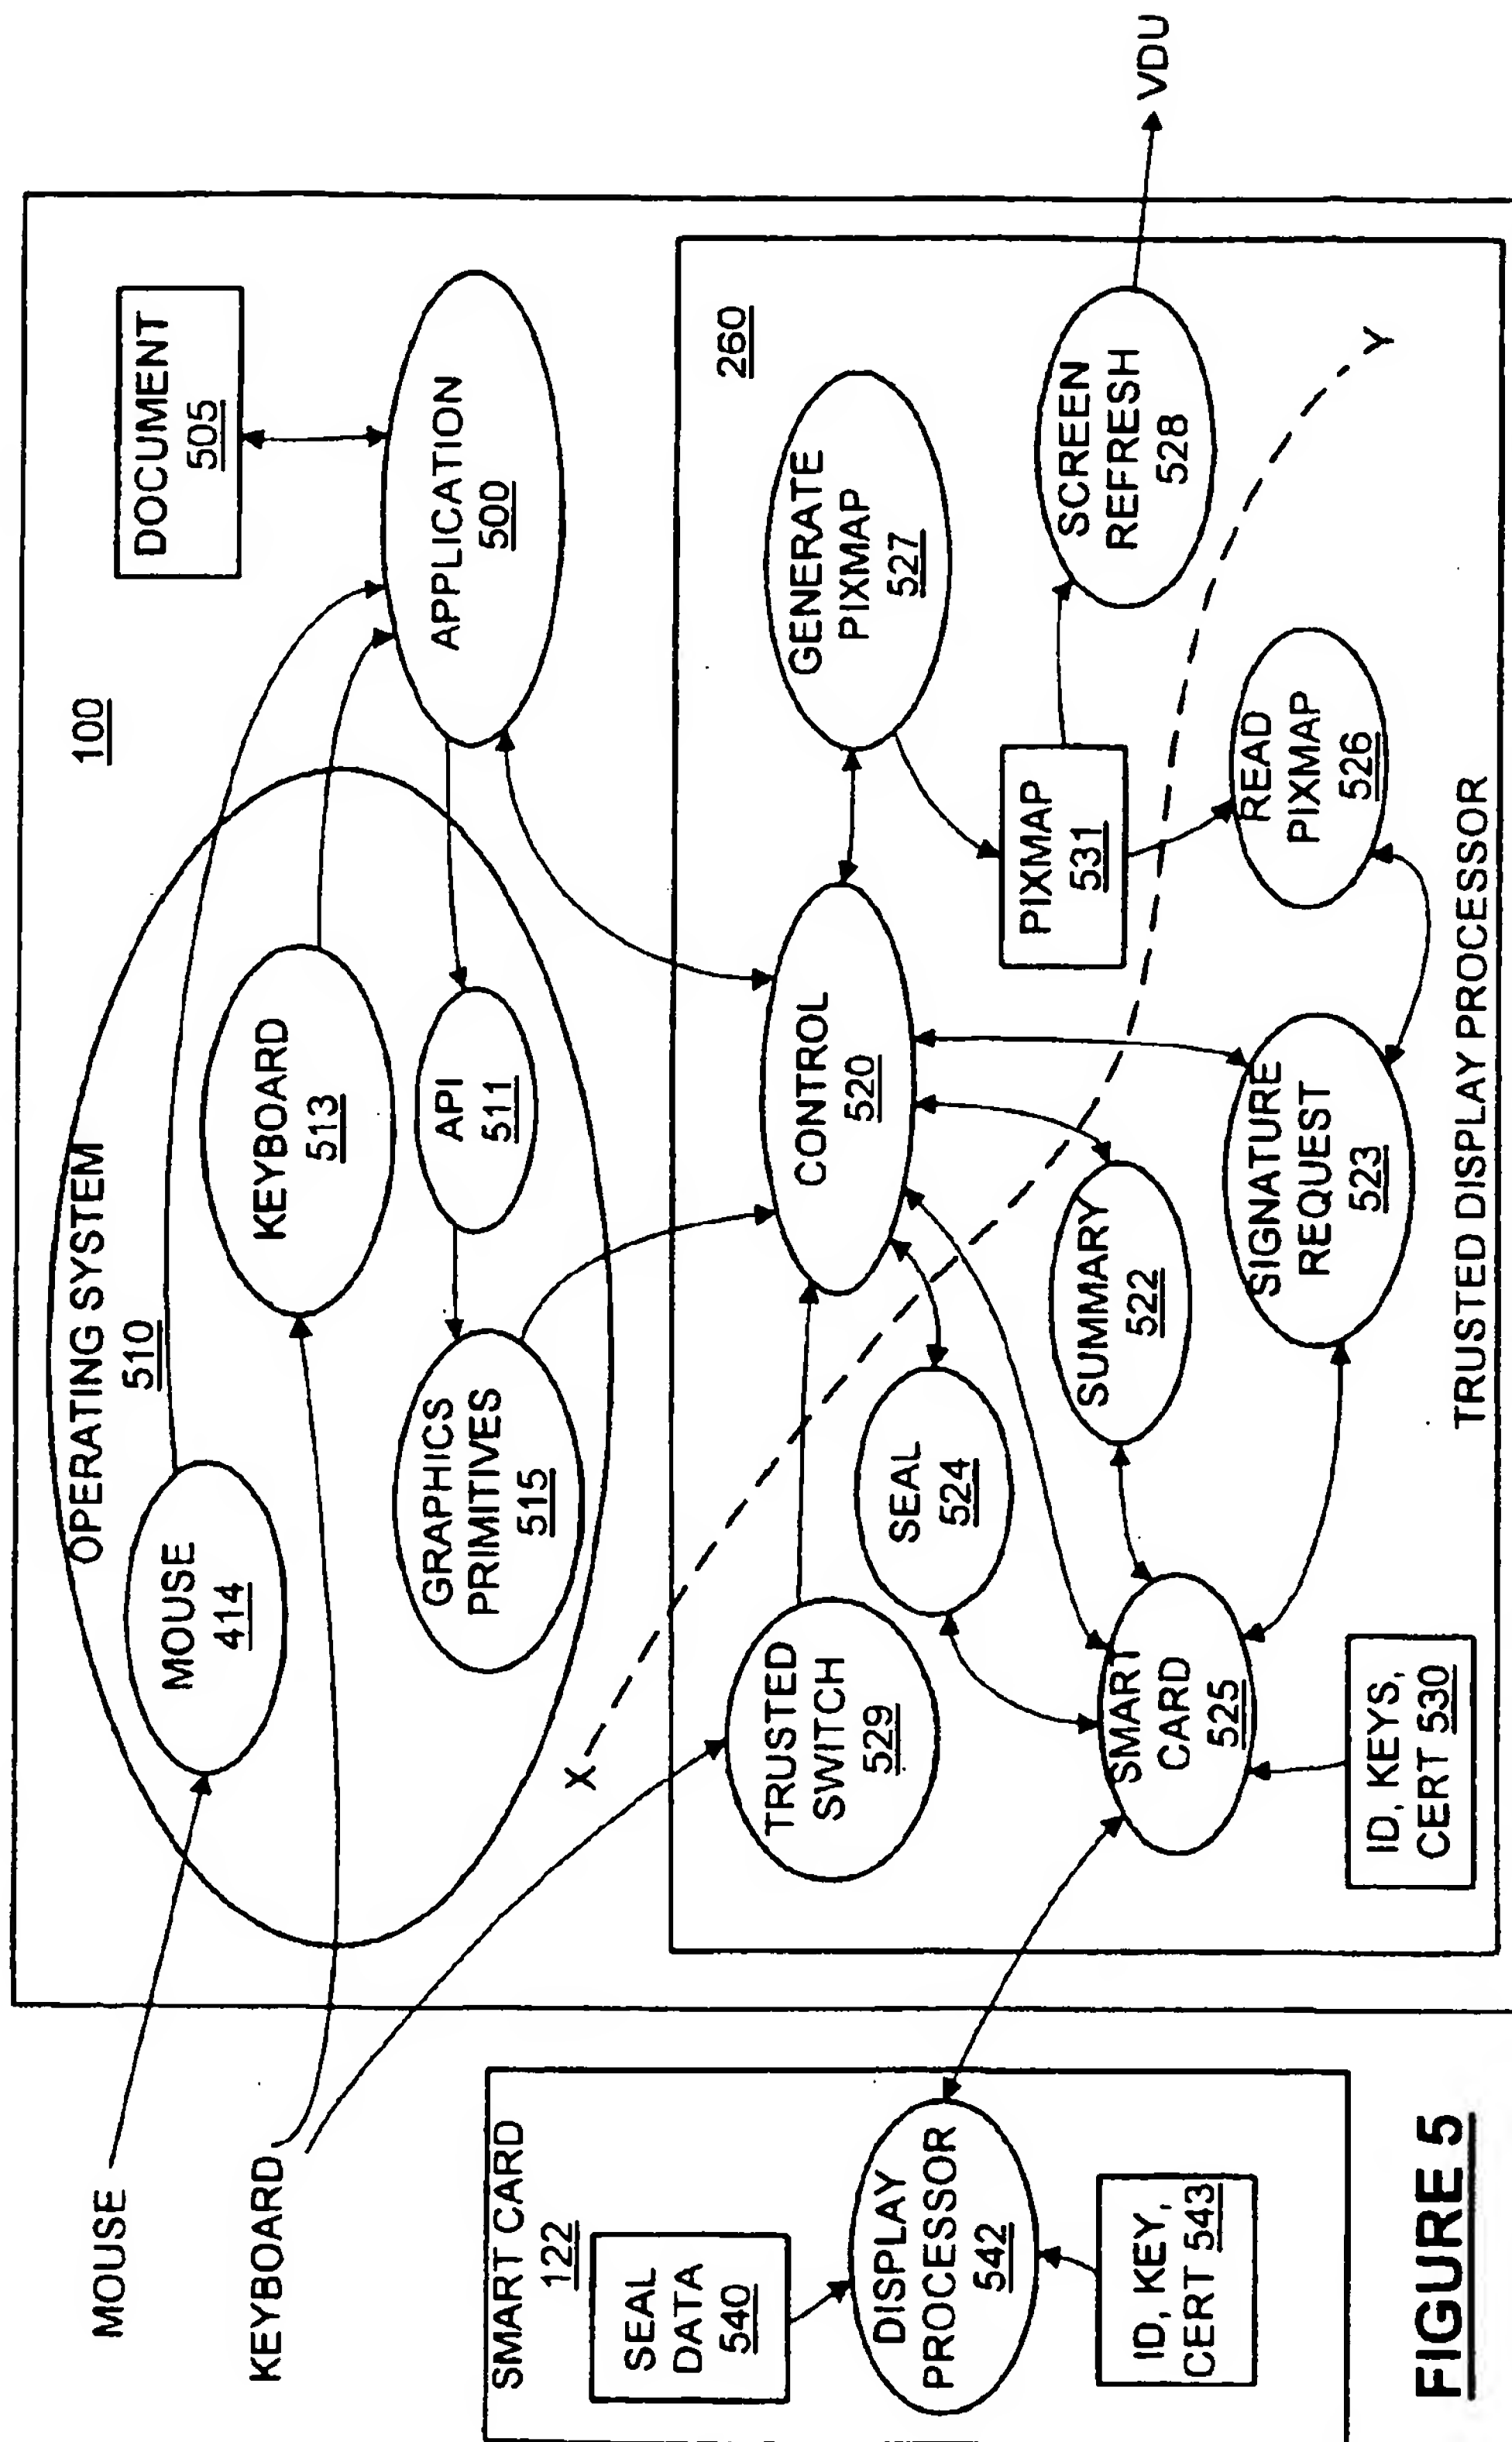 MOUSE
KEYBOARD
OPERATING SYSTEM
510
MOUSE
414
KEYBOARD
513
API
511
GRAPHICS
PRIMITIVES
515
100
DOCUMENT
505
APPLICATION
500
X
260
TRUSTED
SWITCH
529
CONTROL
520
GENERATE
PIXMAP
527
PIXMAP
531
SCREEN
REFRESH
528
VDU
Y
SEAL
524
SUMMARY
522
SIGNATURE
REQUEST
523
READ
PIXMAP
526
SMART
CARD
525
ID, KEYS,
CERT 530
TRUSTED DISPLAY PROCESSOR
SMART CARD
122
SEAL
DATA
540
DISPLAY
PROCESSOR
542
ID, KEY,
CERT 543
FIGURE 5